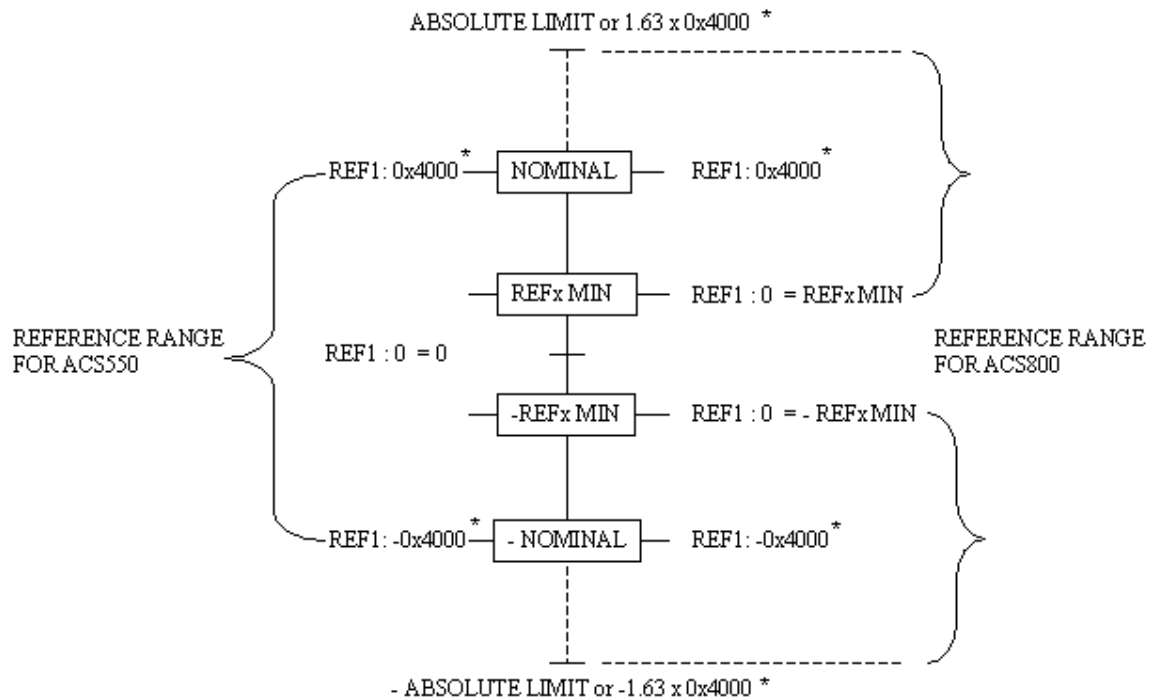 ABSOLUTE LIMIT or 1.63 x 0x4000 *
REF1: 0x4000 *
NOMINAL
REF1: 0x4000 *
REFx MIN
REF1 : 0 = REFx MIN
REFERENCE RANGE
FOR ACS550
REF1 : 0 = 0
REFERENCE RANGE
FOR ACS800
-REFx MIN
REF1 : 0 = - REFx MIN
REF1: -0x4000 *
- NOMINAL
REF1: -0x4000 *
- ABSOLUTE LIMIT or -1.63 x 0x4000 *